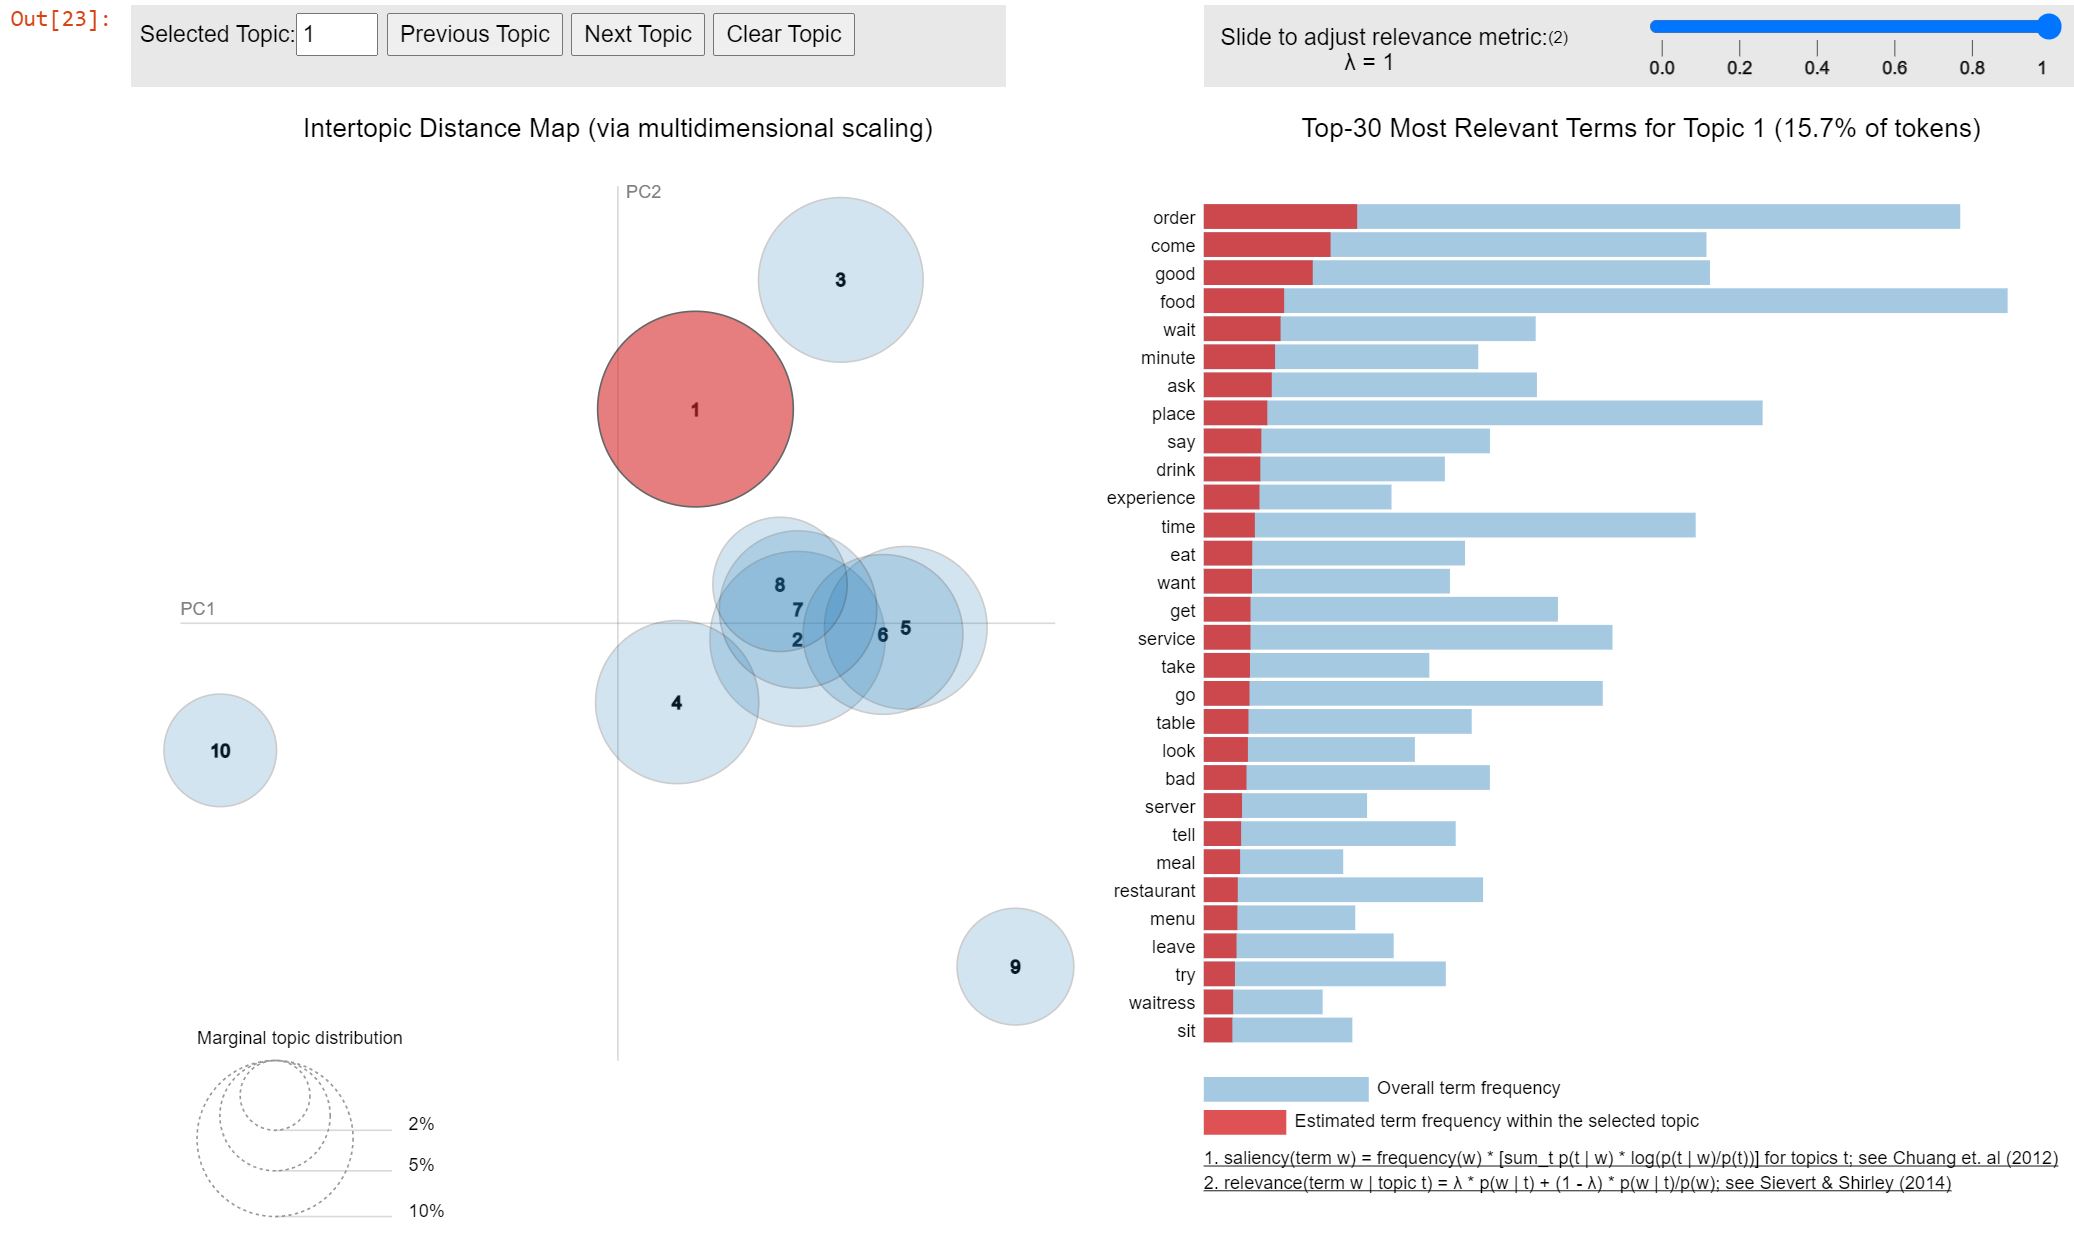 Out[23]:
Selected Topic: 1 Previous Topic Next Topic Clear Topic
Slide to adjust relevance metric:(2)
λ = 1
0.0 0.2 0.4 0.6 0.8 1
Intertopic Distance Map (via multidimensional scaling)
PC2
3
1
8
7
PC1
5
6
2
4
10
9
Marginal topic distribution
2%
5%
10%
Top-30 Most Relevant Terms for Topic 1 (15.7% of tokens)
order
come
good
food
wait
minute
ask
place
say
drink
experience
time
eat
want
get
service
take
go
table
look
bad
server
tell
meal
restaurant
menu
leave
try
waitress
sit
Overall term frequency
Estimated term frequency within the selected topic
1. saliency(term w) = frequency(w) * [sum_t p(t | w) * log(p(t | w)/p(t))] for topics t; see Chuang et. al (2012)
2. relevance(term w | topic t) = λ * p(w | t) + (1 - λ) * p(w | t)/p(w); see Sievert & Shirley (2014)